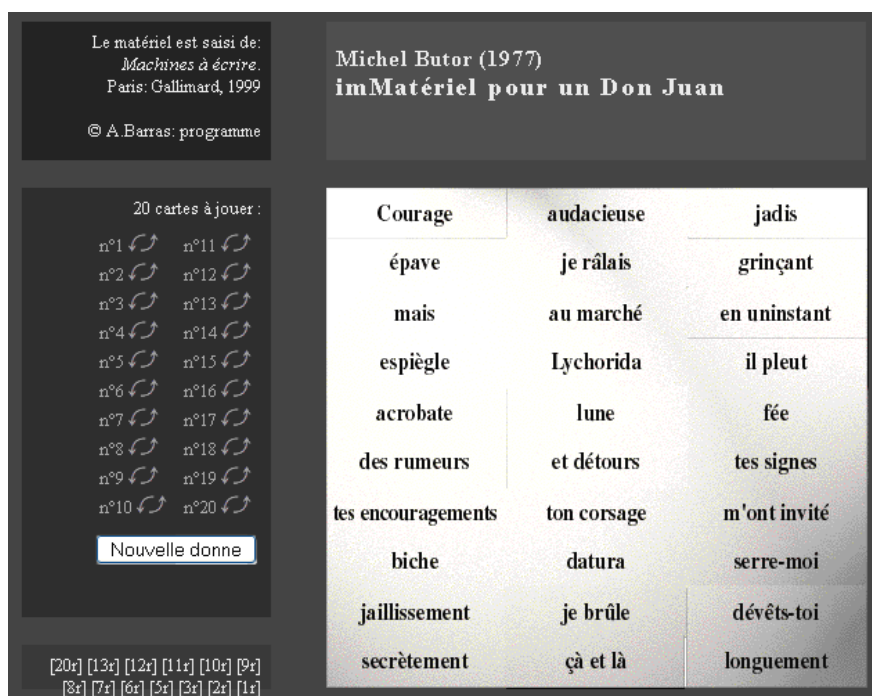 Le matériel est saisi de:
Machines à écrire.
Paris: Gallimard, 1999
© A.Barras: programme
Michel Butor (1977)
imMatériel pour un Don Juan
20 cartes à jouer :
n°1 n°11
n°2 n°12
n°3 n°13
n°4 n°14
n°5 n°15
n°6 n°16
n°7 n°17
n°8 n°18
n°9 n°19
n°10 n°20
Nouvelle donne
[20r] [13r] [12r] [11r] [10r] [9r]
[8r] [7r] [6r] [5r] [3r] [2r] [1r]
Courage audacieuse jadis
épave je râlais grinçant
mais au marché en uninstant
espiègle Lychorida il pleut
acrobate lune fée
des rumeurs et détours tes signes
tes encouragements ton corsage m'ont invité
biche datura serre-moi
jaillissement je brûle dévêts-toi
secrètement çà et là longuement